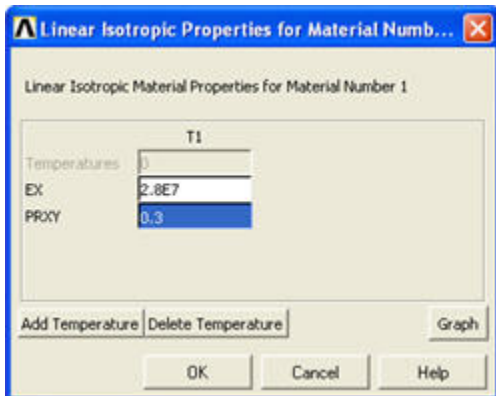 Linear Isotropic Properties for Material Numb...
Linear Isotropic Material Properties for Material Number 1
T1
Temperatures 0
EX 2.8E7
PRXY 0.3
Add Temperature Delete Temperature Graph
OK Cancel Help